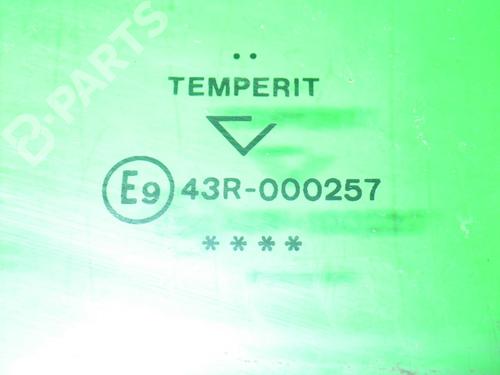 B-PARTS
TEMPERIT
E9 43R-000257
****